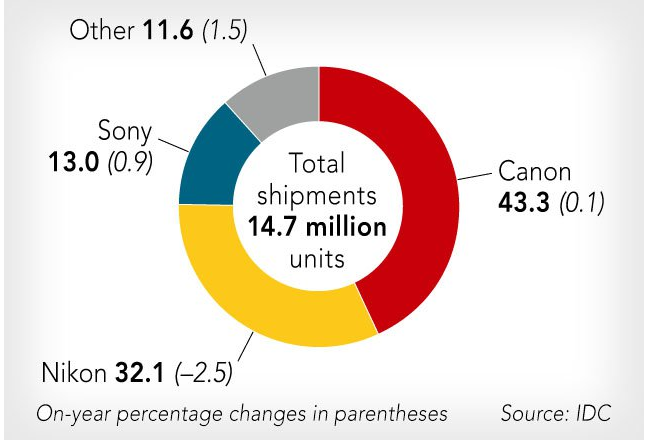 Other 11.6 (1.5)
Sony
13.0 (0.9)
Total
shipments
14.7 million
units
Canon
43.3 (0.1)
Nikon 32.1 (–2.5)
On-year percentage changes in parentheses
Source: IDC